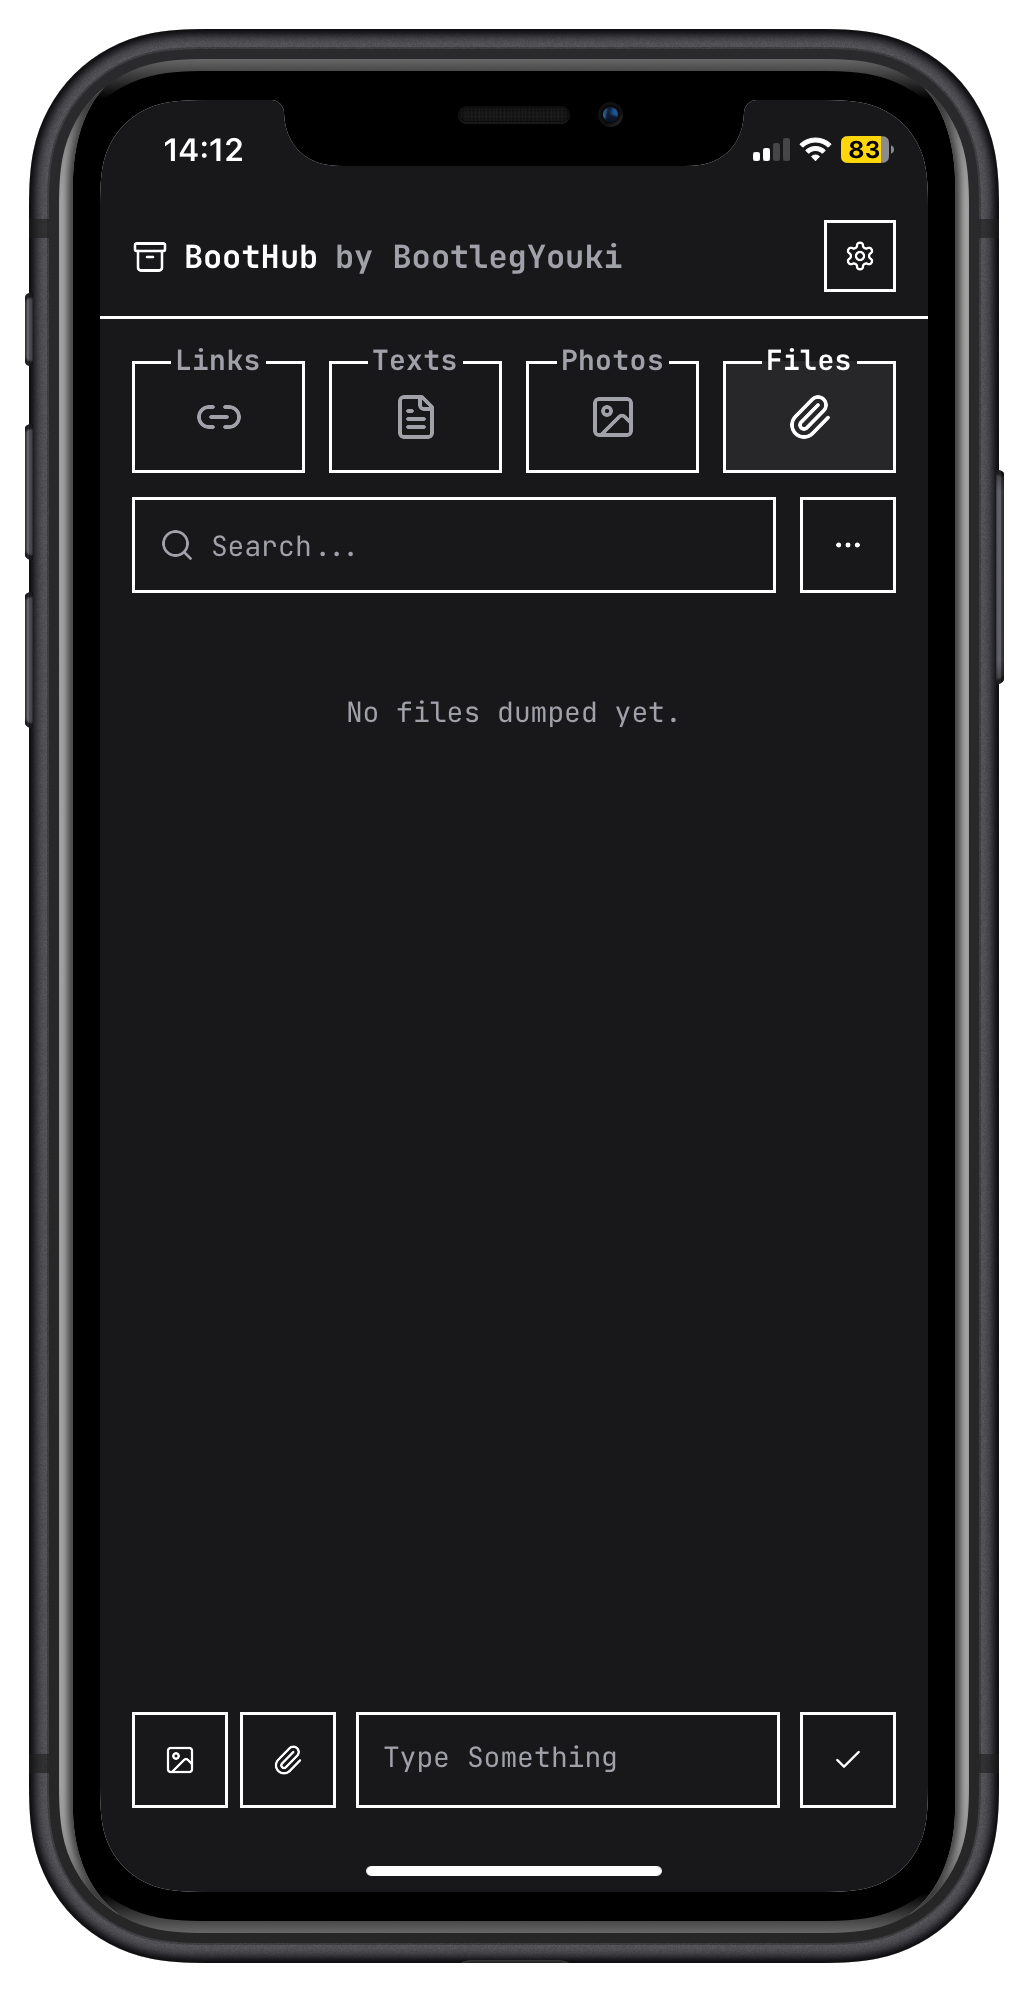 14:12
83
BootHub by BootlegYouki
Links Texts Photos Files
Search...
No files dumped yet.
Type Something